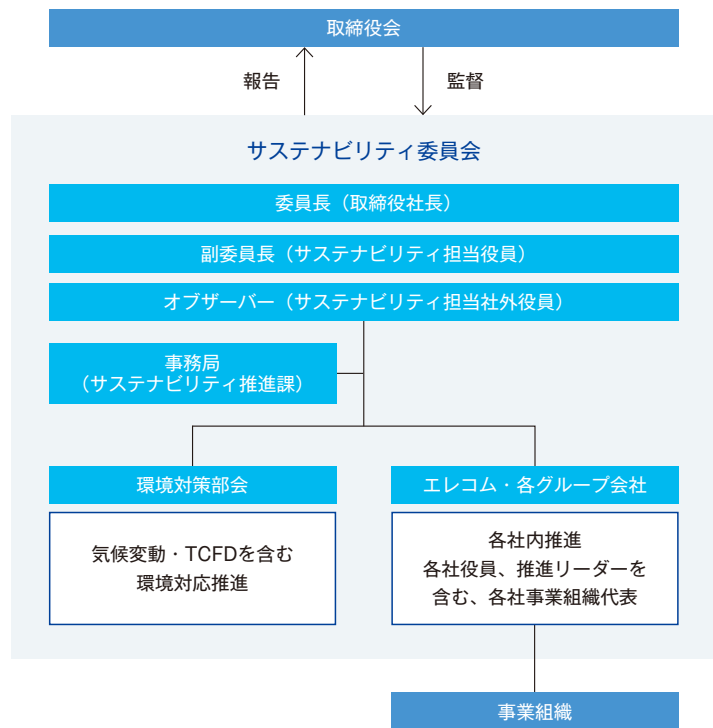 取締役会
報告
監督
サステナビリティ委員会
委員長（取締役社長）
副委員長（サステナビリティ担当役員）
オブザーバー（サステナビリティ担当社外役員）
事務局
（サステナビリティ推進課）
環境対策部会
気候変動・TCFDを含む
環境対応推進
エレコム・各グループ会社
各社内推進
各社役員、推進リーダーを
含む、各社事業組織代表
事業組織